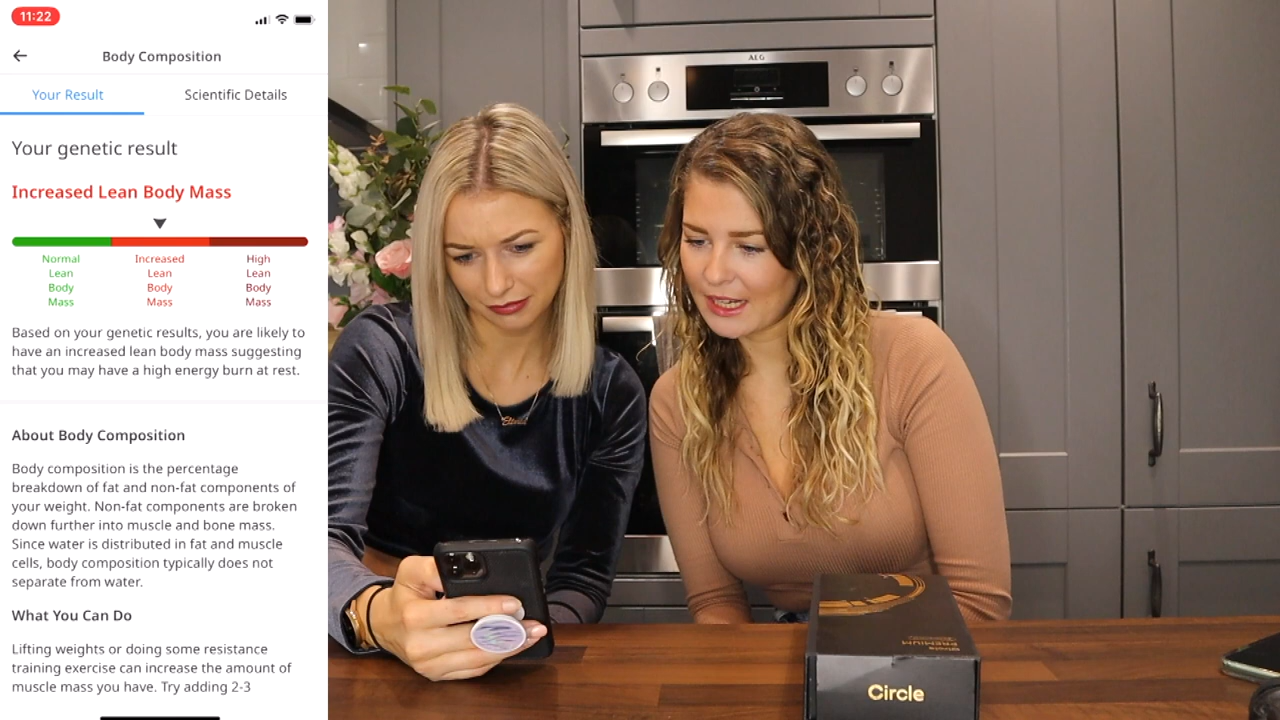 11:22
Body Composition
Your Result
Scientific Details
Your genetic result
Increased Lean Body Mass
Normal
Lean
Body
Mass
Increased
Lean
Body
Mass
High
Lean
Body
Mass
Based on your genetic results, you are likely to
have an increased lean body mass suggesting
that you may have a high energy burn at rest.
About Body Composition
Body composition is the percentage
breakdown of fat and non-fat components of
your weight. Non-fat components are broken
down further into muscle and bone mass.
Since water is distributed in fat and muscle
cells, body composition typically does not
separate from water.
What You Can Do
Lifting weights or doing some resistance
training exercise can increase the amount of
muscle mass you have. Try adding 2-3
AEG
PREMIUM
Circle